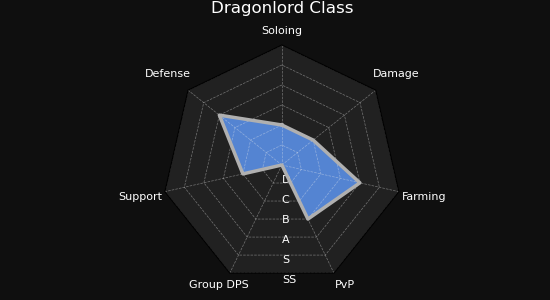 Dragonlord Class
Soloing
Defense
Damage
Support
Farming
D
C
B
A
S
SS
Group DPS
PvP